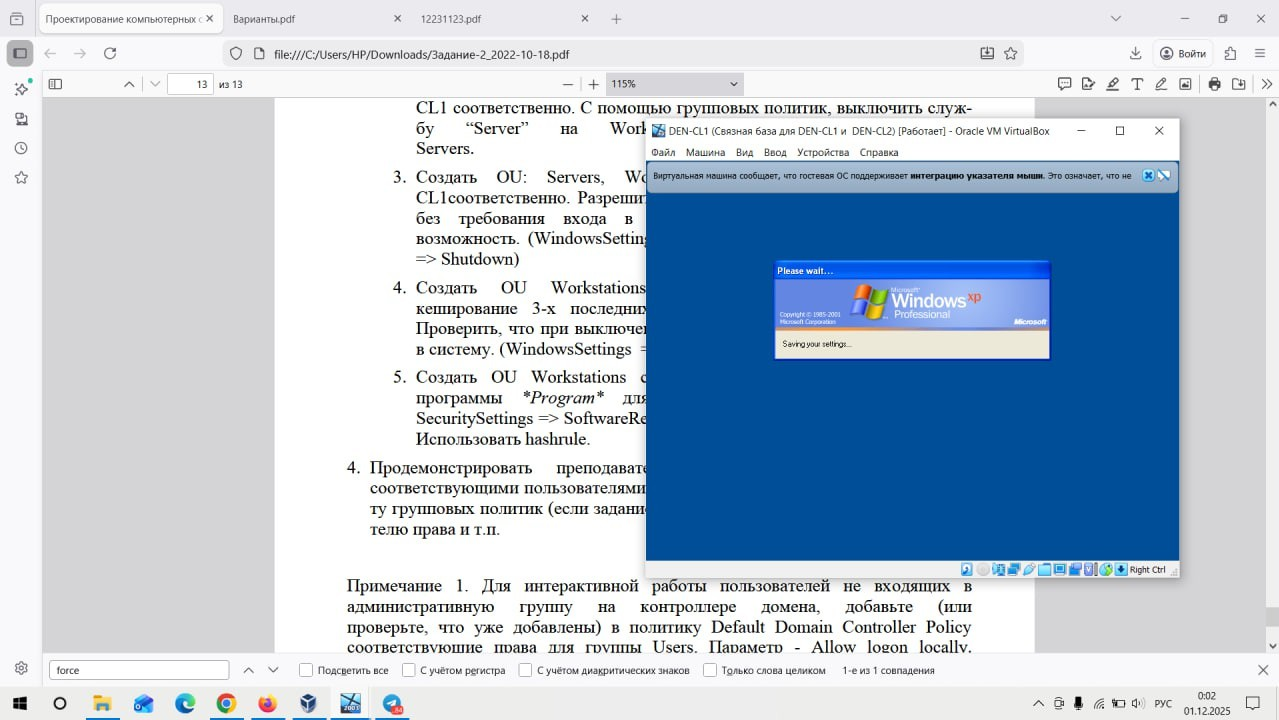 Проектирование компьютерных с
Варианты.pdf
12231123.pdf
file:///C:/Users/HP/Downloads/Задание-2_2022-10-18.pdf
Войти
13 из 13
115%
CL1 соответственно. С помощью групповых политик, выключить служ-
бу “Server” на Work
Servers.
3. Создать OU: Servers, Wo
CL1соответственно. Разрешит
без требования входа в
возможность. (WindowsSetting
=> Shutdown)
4. Создать OU Workstations
кеширование 3-х последних
Проверить, что при выключен
в систему. (WindowsSettings =
5. Создать OU Workstations с
программы *Program* для
SecuritySettings => SoftwareRe
Использовать hashrule.
4. Продемонстрировать преподавате
соответствующими пользователями
ту групповых политик (если задани
телю права и т.п.
Примечание 1. Для интерактивной работы пользователей не входящих в
административную группу на контроллере домена, добавьте (или
проверьте, что уже добавлены) в политику Default Domain Controller Policy
соответствующие права для группы Users. Параметр - Allow logon locally.
DEN-CL1 (Связная база для DEN-CL1 и DEN-CL2) [Работает] - Oracle VM VirtualBox
Файл Машина Вид Ввод Устройства Справка
Виртуальная машина сообщает, что гостевая ОС поддерживает интеграцию указателя мыши. Это означает, что не
Please wait...
Microsoft
Windows xp
Professional
Copyright © 1985-2001
Microsoft Corporation
Microsoft
Saving your settings...
Right Ctrl
force
Подсветить все
С учётом регистра
С учётом диакритических знаков
Только слова целиком
1-е из 1 совпадения
84
РУС
0:02
01.12.2025